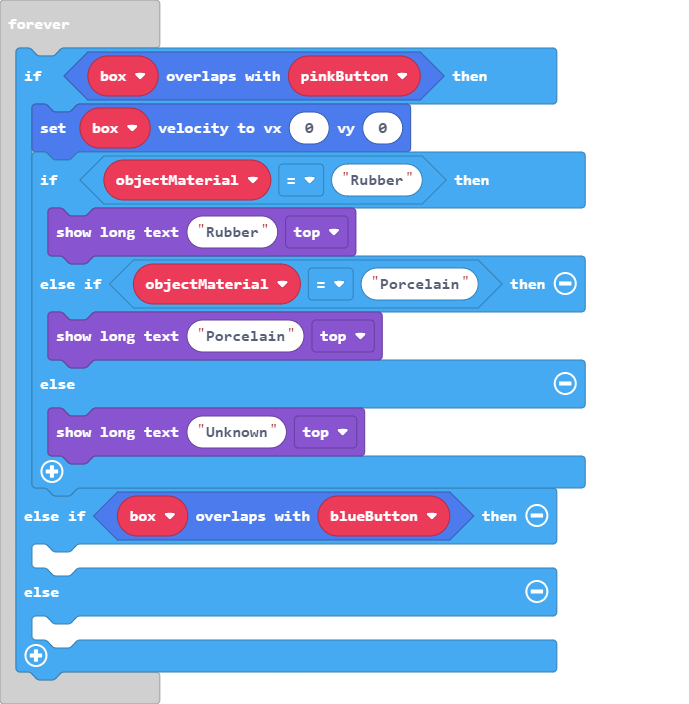 forever
if box overlaps with pinkButton then
set box velocity to vx 0 vy 0
if objectMaterial = "Rubber" then
show long text "Rubber" top
else if objectMaterial = "Porcelain" then
show long text "Porcelain" top
else
show long text "Unknown" top
else if box overlaps with blueButton then
else